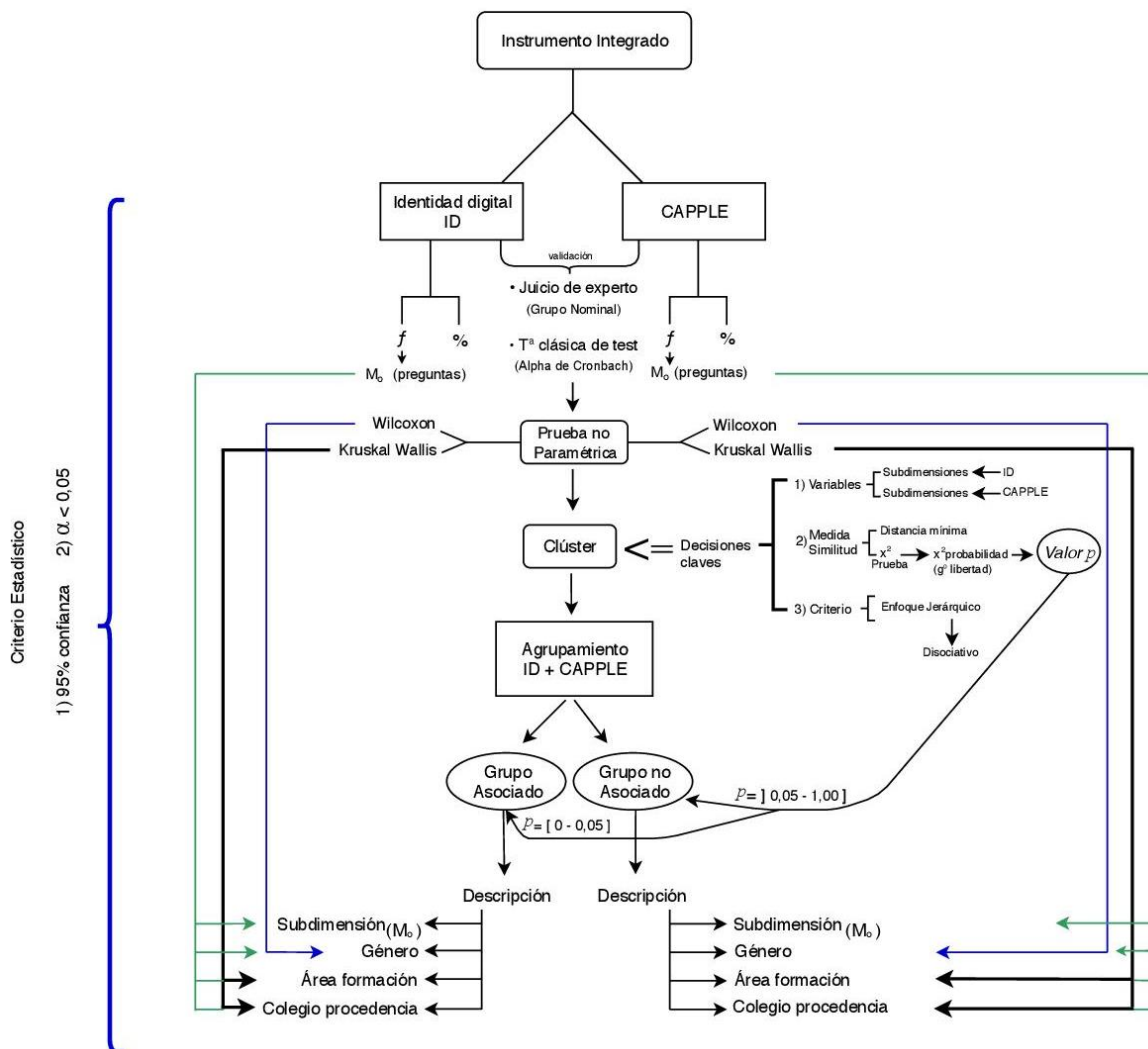 Instrumento Integrado
Identidad digital
ID
CAPPLE
validación
• Juicio de experto
(Grupo Nominal)
f
%
f
%
• Tª clásica de test
(Alpha de Cronbach)
Mₒ (preguntas)
Mₒ (preguntas)
Wilcoxon
Kruskal Wallis
Prueba no
Paramétrica
Wilcoxon
Kruskal Wallis
Clúster
Decisiones
claves
1) Variables
Subdimensiones
ID
Subdimensiones
CAPPLE
2) Medida
Similitud
Distancia mínima
x²
Prueba
x² probabilidad
(gº libertad)
Valor p
3) Criterio
Enfoque Jerárquico
Disociativo
Agrupamiento
ID + CAPPLE
Grupo
Asociado
Grupo no
Asociado
p= ] 0,05 - 1,00 ]
p= [ 0 - 0,05 ]
Descripción
Descripción
Subdimensión (Mₒ)
Género
Área formación
Colegio procedencia
Subdimensión (Mₒ)
Género
Área formación
Colegio procedencia
Criterio Estadístico
1) 95% confianza 2) α < 0,05